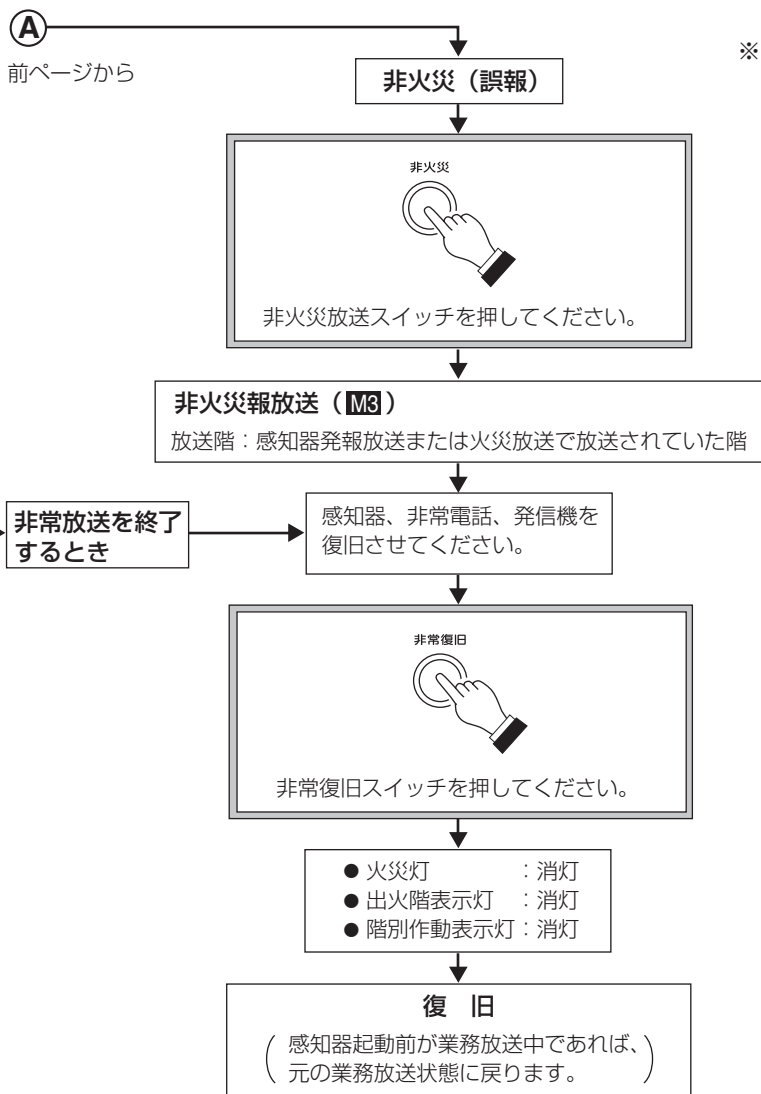 A
前ページから
※
非火災（誤報）
非火災
非火災放送スイッチを押してください。
非火災報放送（M3）
放送階：感知器発報放送または火災放送で放送されていた階
非常放送を終了
するとき
感知器、非常電話、発信機を
復旧させてください。
非常復旧
非常復旧スイッチを押してください。
●火災灯　　　　：消灯
●出火階表示灯　：消灯
●階別作動表示灯：消灯
復　旧
（感知器起動前が業務放送中であれば、
元の業務放送状態に戻ります。）